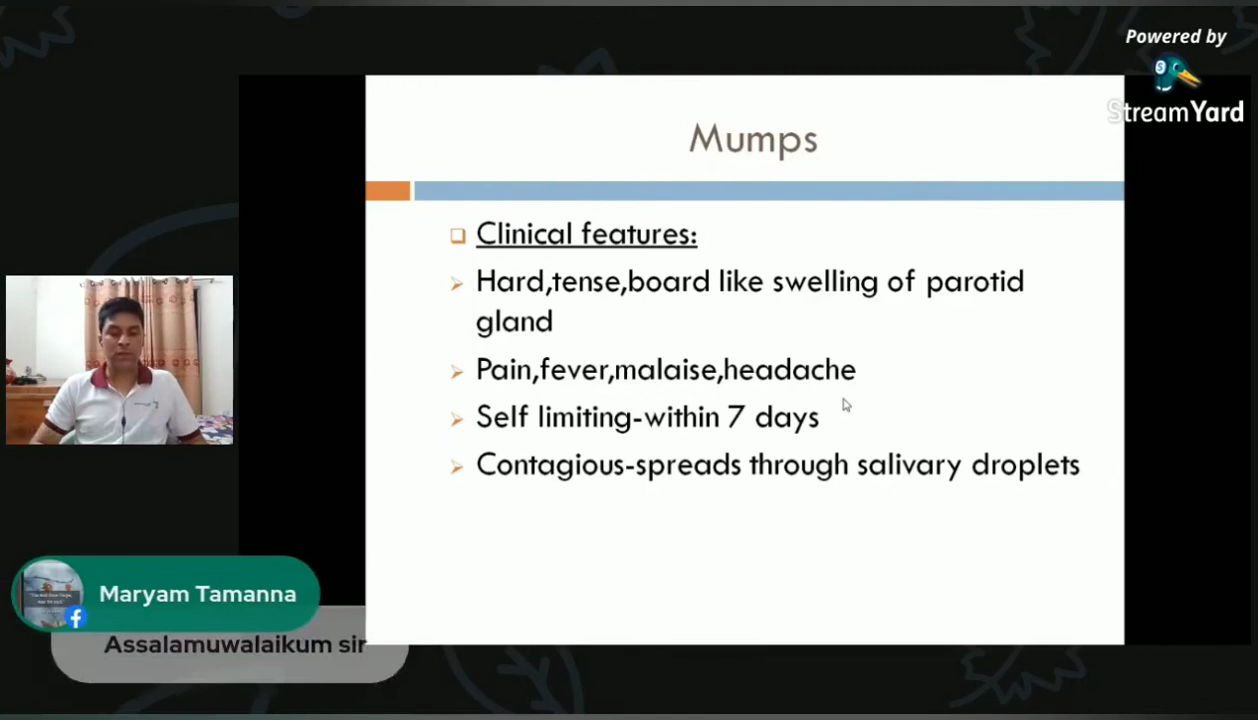 Powered by
StreamYard
Mumps
Clinical features:
Hard,tense,board like swelling of parotid
gland
Pain,fever,malaise,headache
Self limiting-within 7 days
Contagious-spreads through salivary droplets
Maryam Tamanna
Assalamuwalaikum sir